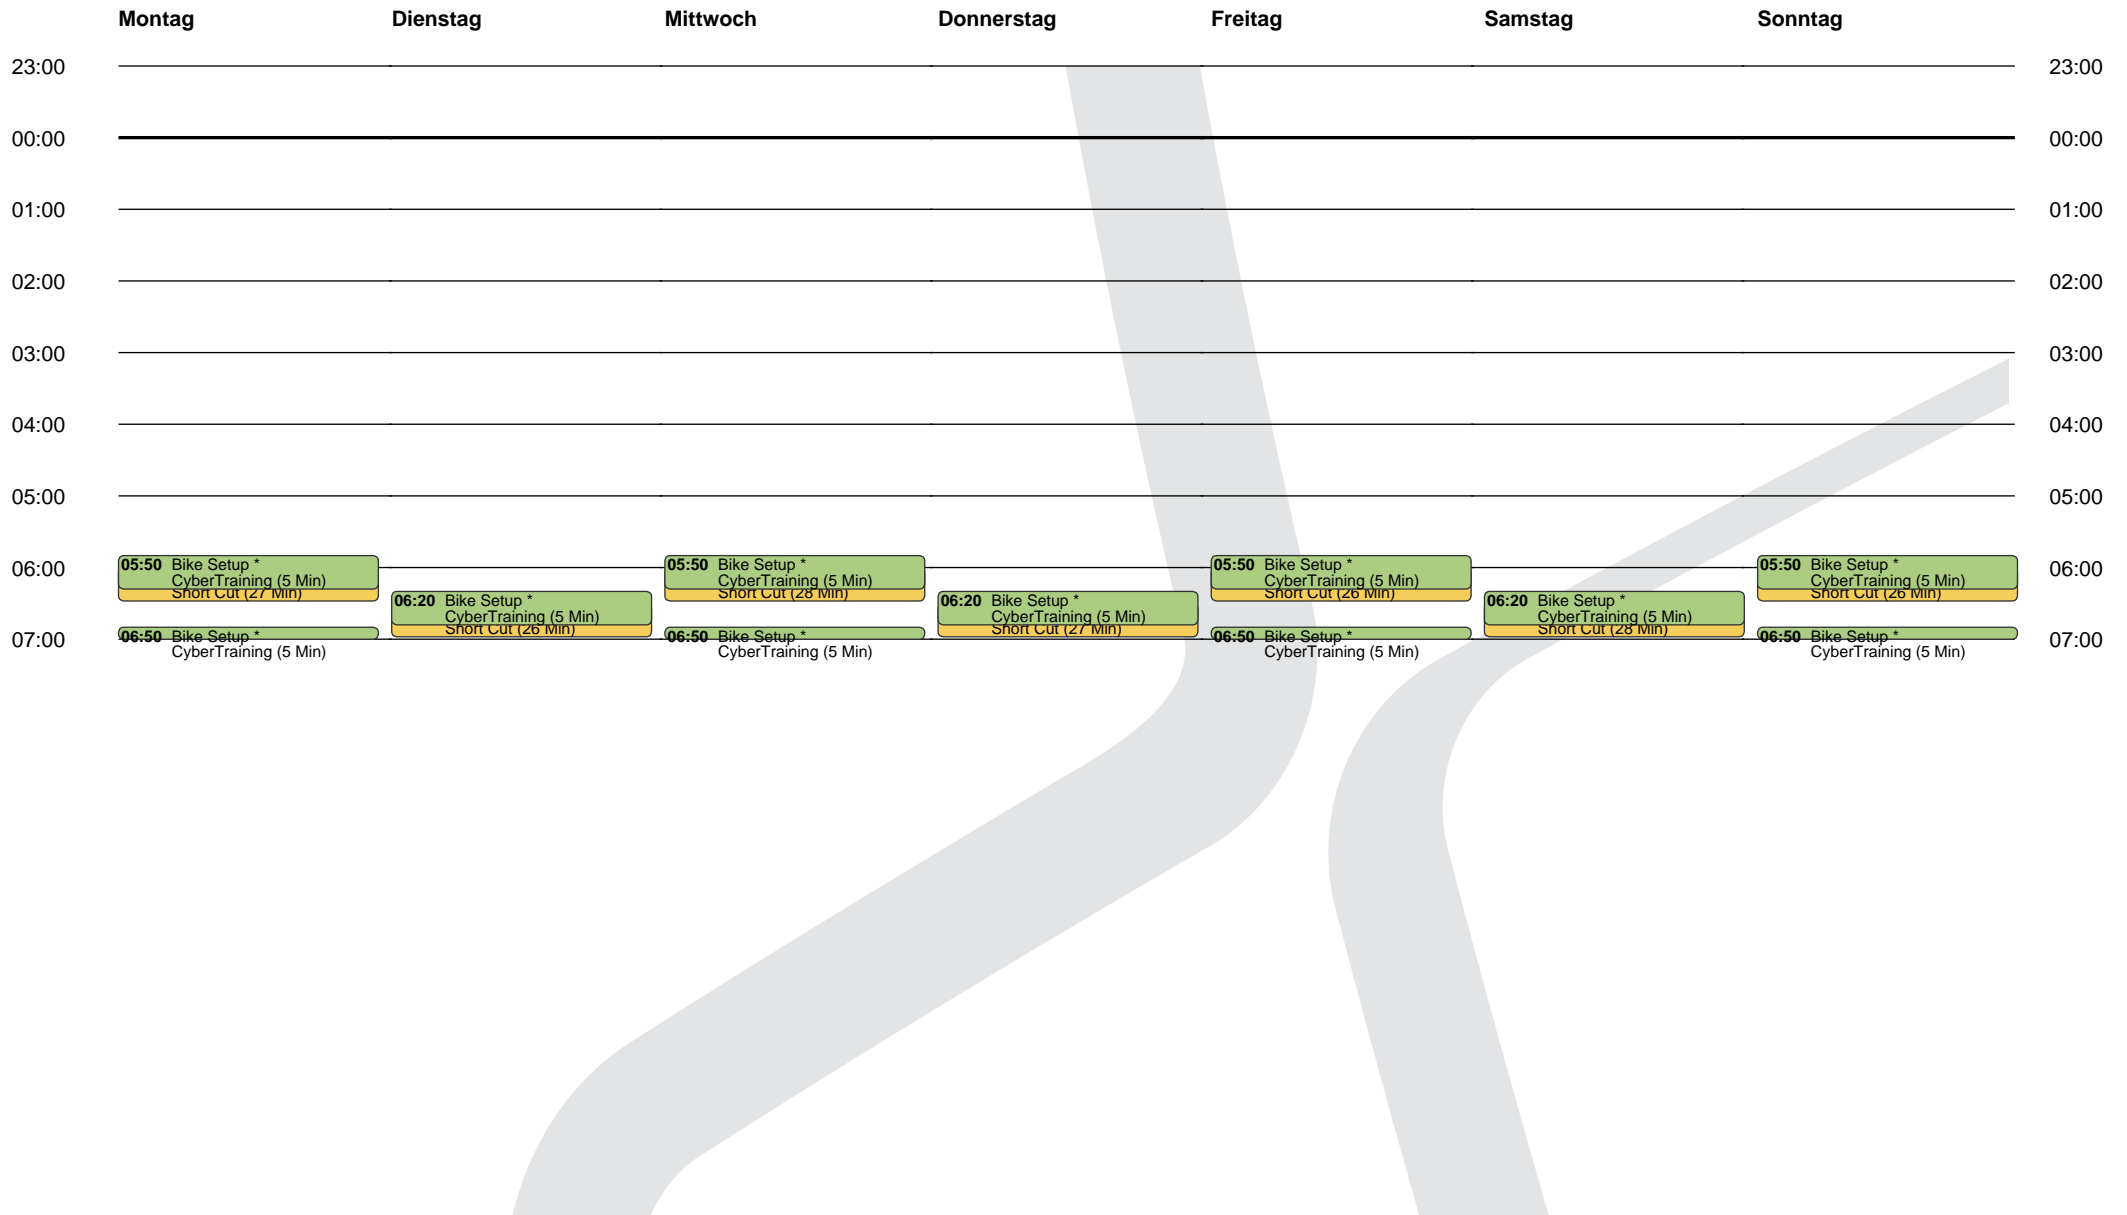 Montag Dienstag Mittwoch Donnerstag Freitag Samstag Sonntag
23:00 23:00
00:00 00:00
01:00 01:00
02:00 02:00
03:00 03:00
04:00 04:00
05:00 05:00
06:00 06:00
07:00 07:00
05:50 Bike Setup *
CyberTraining (5 Min)
Short Cut (27 Min)
06:50 Bike Setup *
CyberTraining (5 Min)
06:20 Bike Setup *
CyberTraining (5 Min)
Short Cut (26 Min)
05:50 Bike Setup *
CyberTraining (5 Min)
Short Cut (28 Min)
06:50 Bike Setup *
CyberTraining (5 Min)
06:20 Bike Setup *
CyberTraining (5 Min)
Short Cut (27 Min)
05:50 Bike Setup *
CyberTraining (5 Min)
Short Cut (26 Min)
06:50 Bike Setup *
CyberTraining (5 Min)
06:20 Bike Setup *
CyberTraining (5 Min)
Short Cut (28 Min)
05:50 Bike Setup *
CyberTraining (5 Min)
06:50 Bike Setup *
CyberTraining (5 Min)